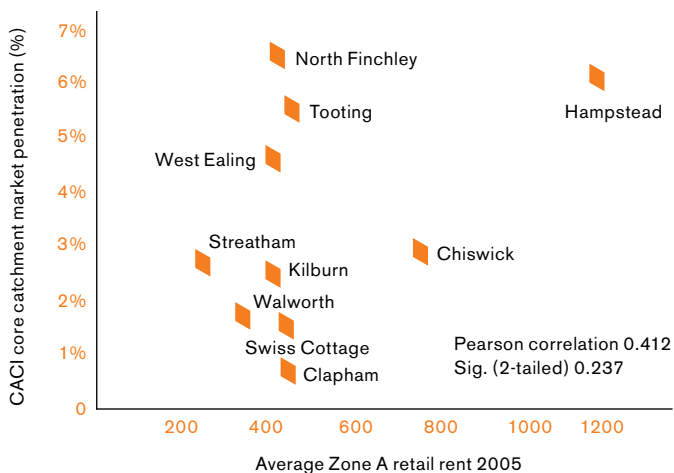 CACI core catchment market penetration (%)
7%
6%
5%
4%
3%
2%
1%
0
North Finchley
Hampstead
Tooting
West Ealing
Streatham
Chiswick
Kilburn
Walworth
Swiss Cottage
Clapham
Pearson correlation 0.412
Sig. (2-tailed) 0.237
200 400 600 800 1000 1200
Average Zone A retail rent 2005